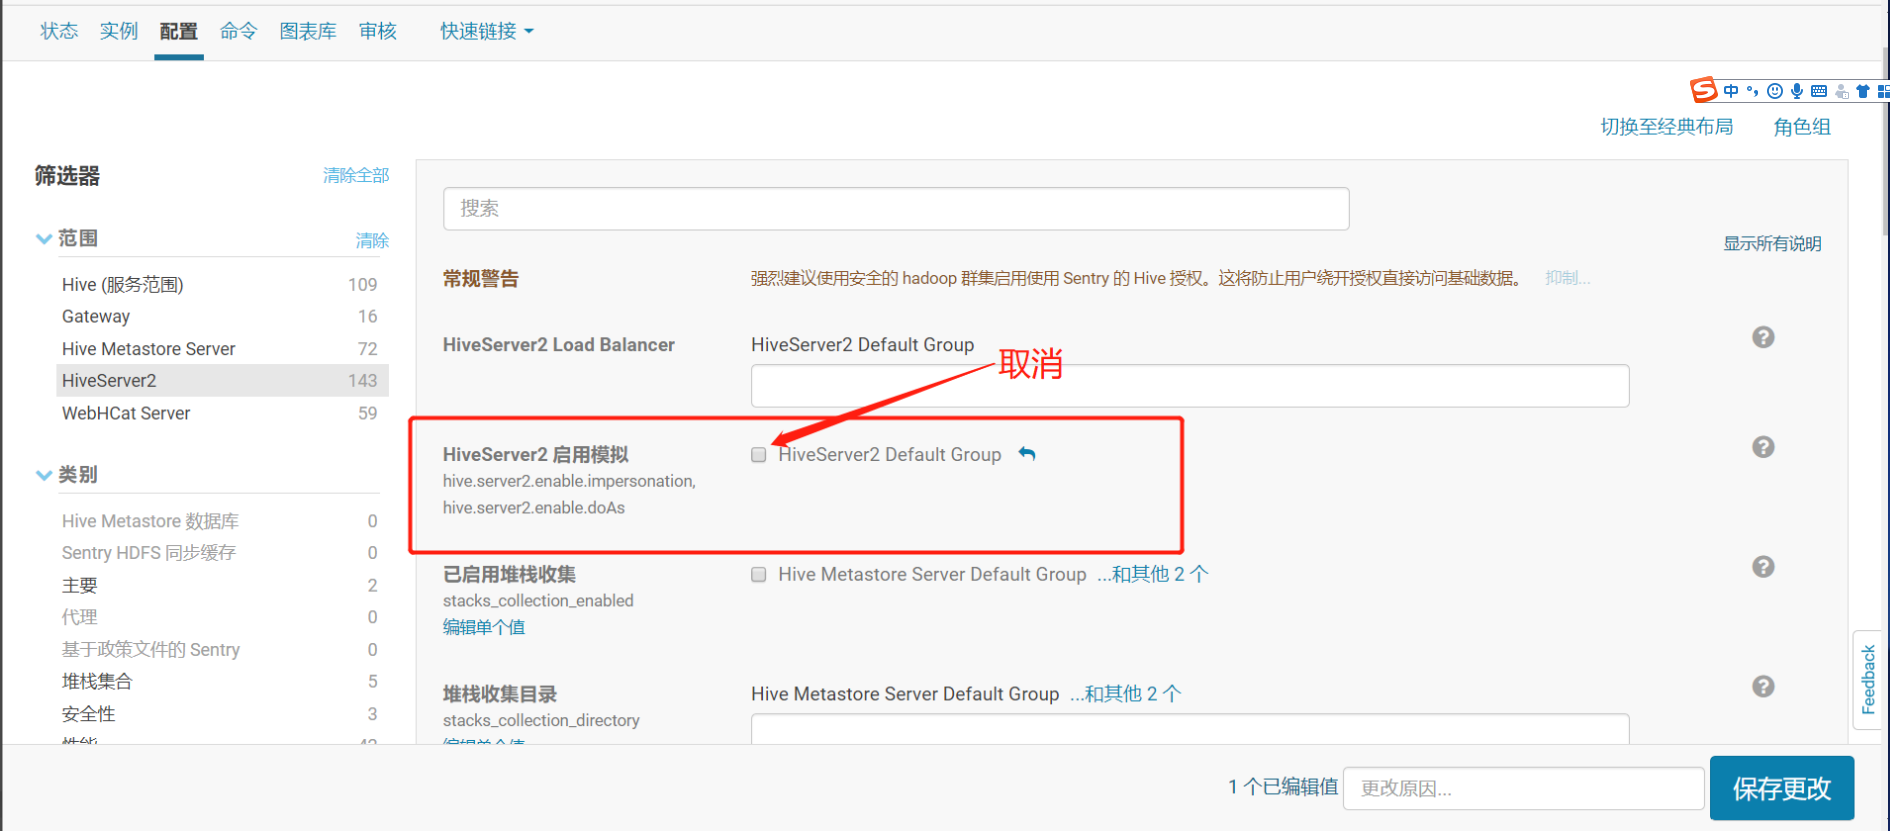 状态 实例 配置 命令 图表库 审核 快速链接
中
切换至经典布局 角色组
筛选器 清除全部
范围 清除
Hive (服务范围) 109
Gateway 16
Hive Metastore Server 72
HiveServer2 143
WebHCat Server 59
类别
Hive Metastore 数据库 0
Sentry HDFS 同步缓存 0
主要 2
代理 0
基于政策文件的 Sentry 0
堆栈集合 5
安全性 3
性能
搜索
显示所有说明
常规警告 强烈建议使用安全的 hadoop 群集启用使用 Sentry 的 Hive 授权。这将防止用户绕开授权直接访问基础数据。 抑制...
HiveServer2 Load Balancer HiveServer2 Default Group
取消
HiveServer2 启用模拟 HiveServer2 Default Group
hive.server2.enable.impersonation,
hive.server2.enable.doAs
已启用堆栈收集 Hive Metastore Server Default Group ...和其他 2 个
stacks_collection_enabled
编辑单个值
堆栈收集目录 Hive Metastore Server Default Group ...和其他 2 个
stacks_collection_directory
编辑单个值
Feedback
1 个已编辑值 更改原因... 保存更改